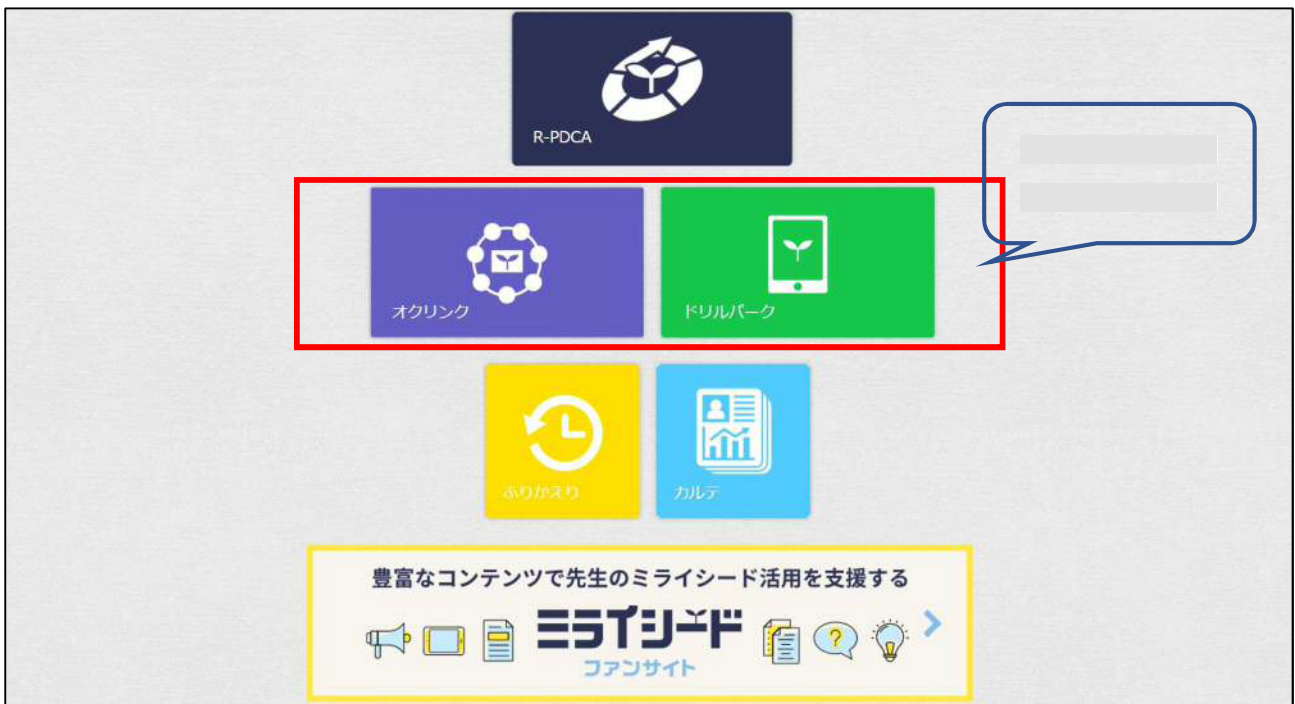 R-PDCA
オクリンク
ドリルパーク
ふりかえり
カルテ
豊富なコンテンツで先生のミライシード活用を支援する
ミライシード
ファンサイト